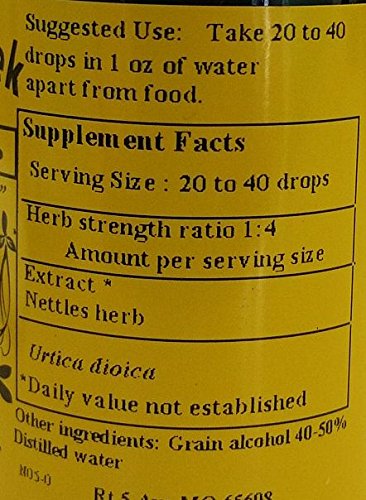 Suggested Use: Take 20 to 40
drops in 1 oz of water
apart from food.
Supplement Facts
Serving Size : 20 to 40 drops
Herb strength ratio 1:4
Amount per serving size
Extract *
Nettles herb
Urtica dioica
*Daily value not established
Other ingredients: Grain alcohol 40-50%
Distilled water
N05-0